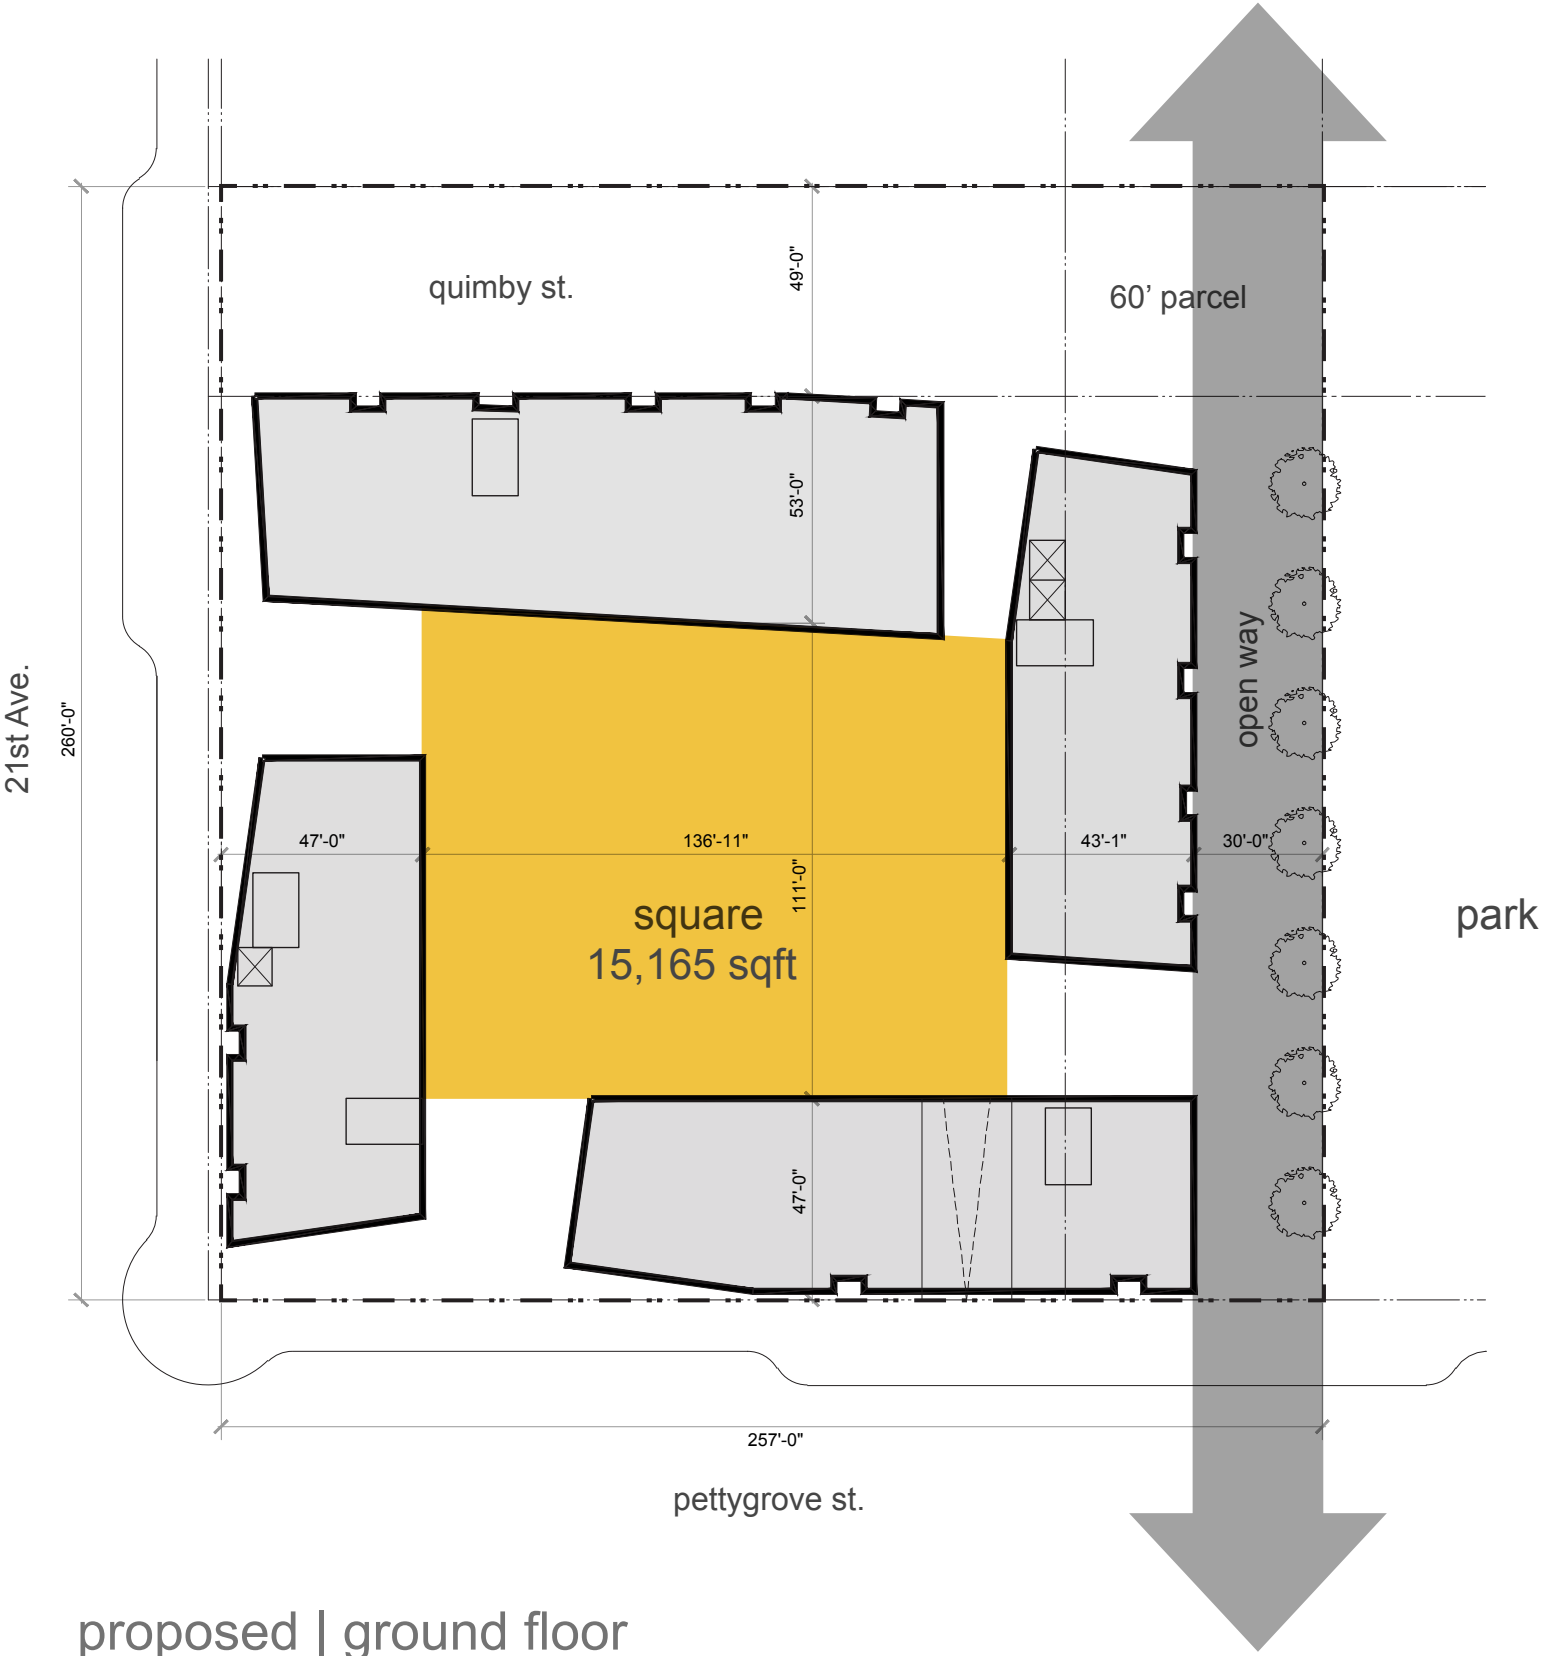 quimby st.
49'-0"
60' parcel
53'-0"
open way
21st Ave.
260'-0"
47'-0"
136'-11"
43'-1"
30'-0"
111'-0"
square
15,165 sqft
park
47'-0"
257'-0"
pettygrove st.
proposed | ground floor